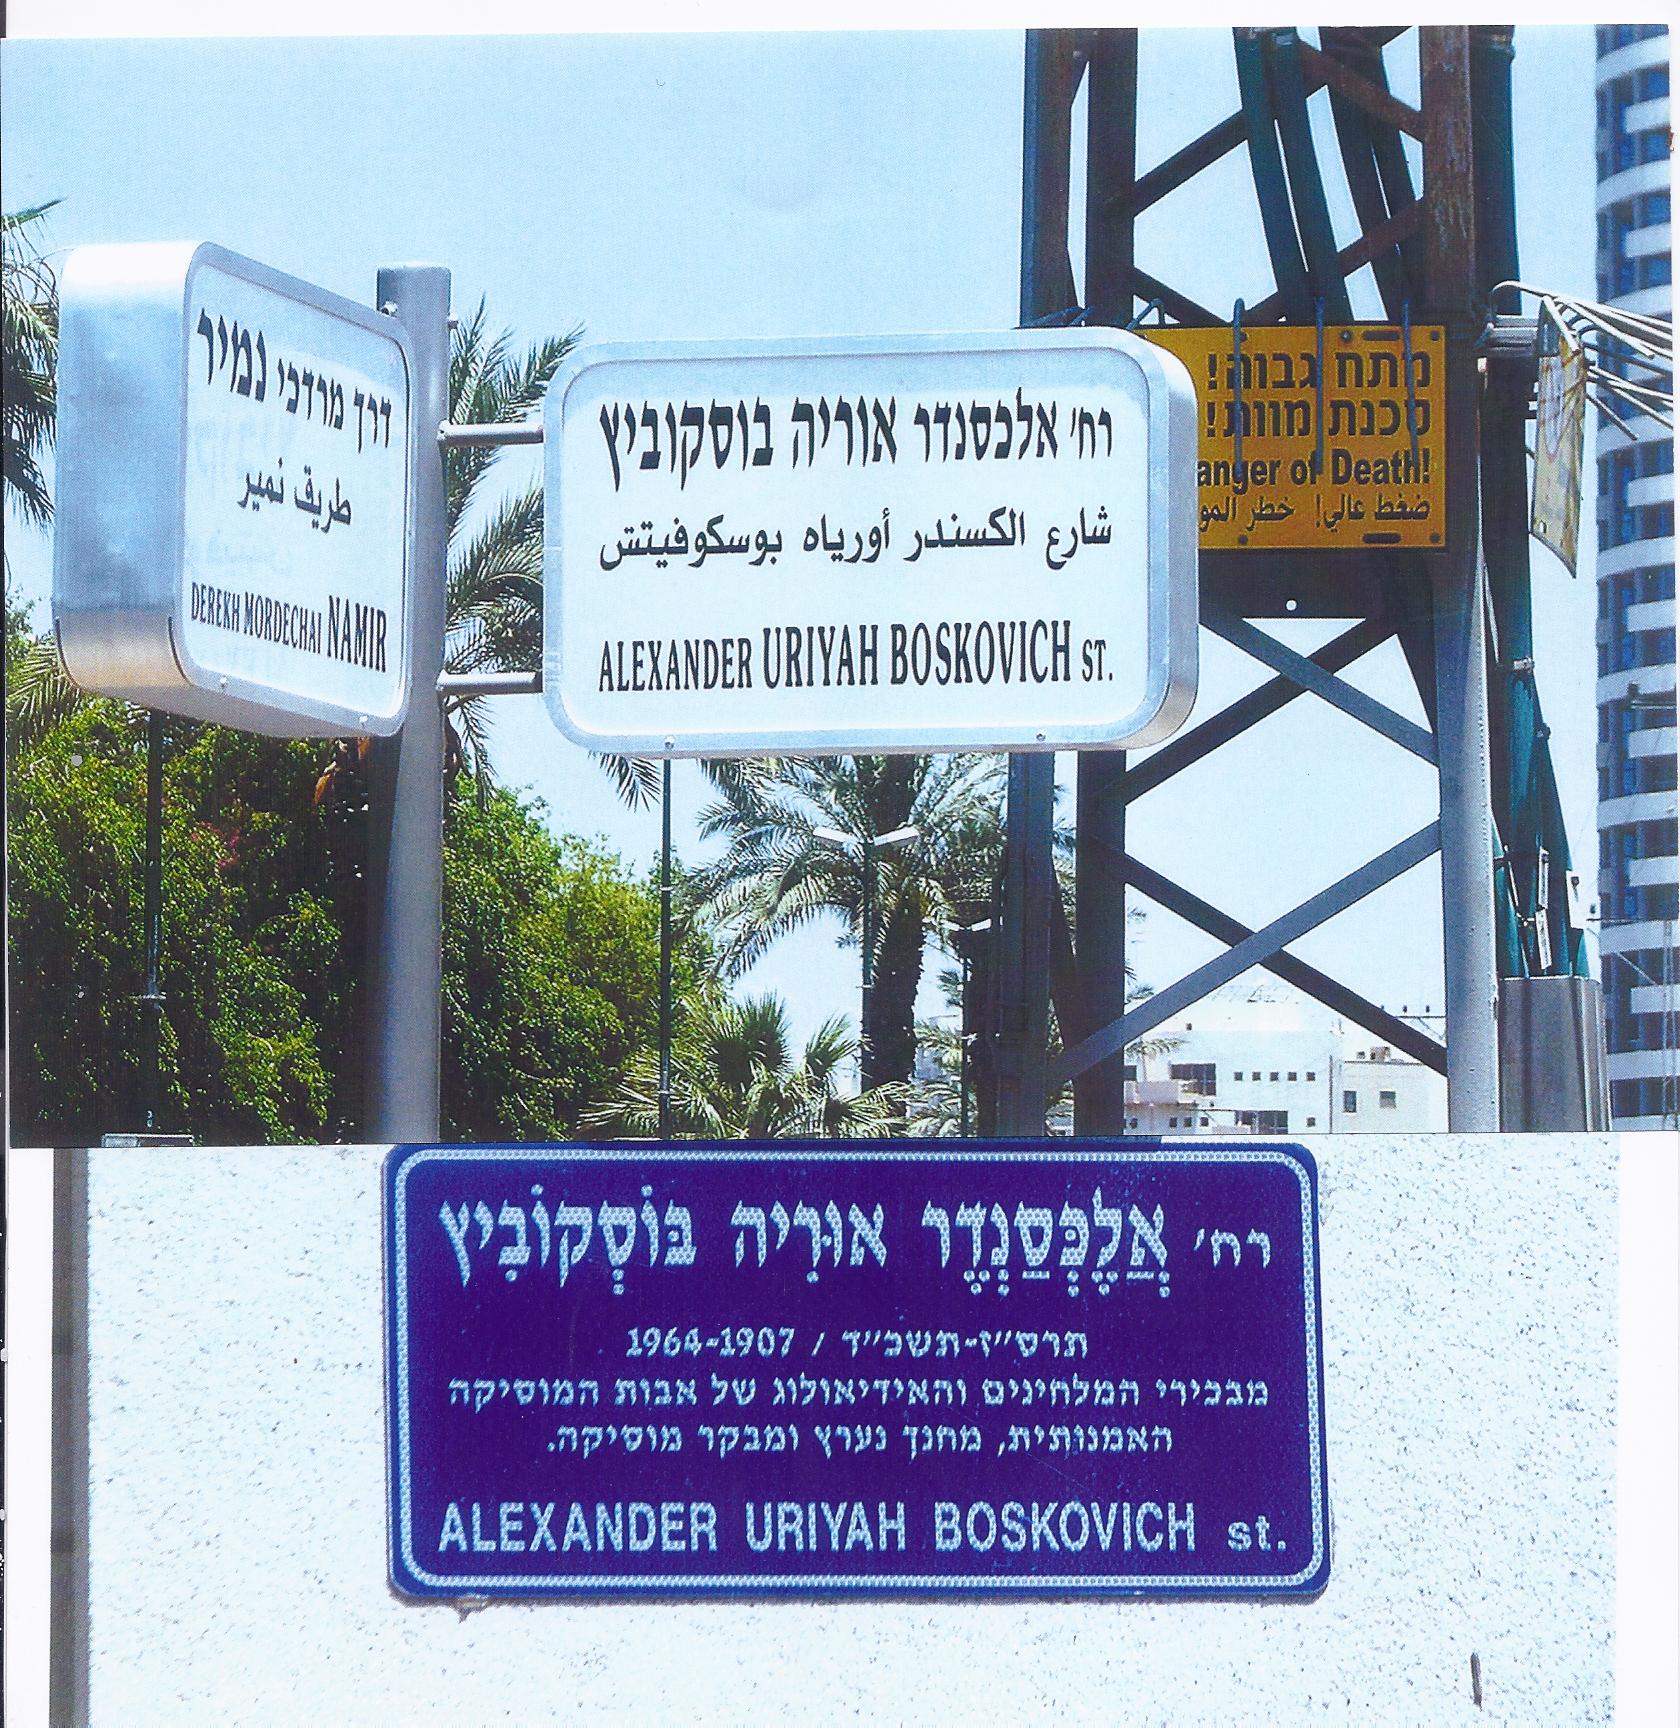 דרך מרדכי נמיר
طريق نمير
DEREKH MORDECHAI NAMIR
רח' אלכסנדר אוריה בוסקוביץ
شارع الكسندر أورياه بوسكوفيتش
ALEXANDER URIYAH BOSKOVICH ST.
מתח גבוה!
סכנת מוות!
anger of Death!
ضغط عالي! خطر المو
רח' אֲלֶכְּסַנְדֶר אוּרִיה בּוֹסְקוֹבִיץ
תרס"ז-תשכ"ד / 1964-1907
מבכירי המלחינים והאידיאולוג של אבות המוסיקה
האמנותית, מחנך נערץ ומבקר מוסיקה.
ALEXANDER URIYAH BOSKOVICH st.